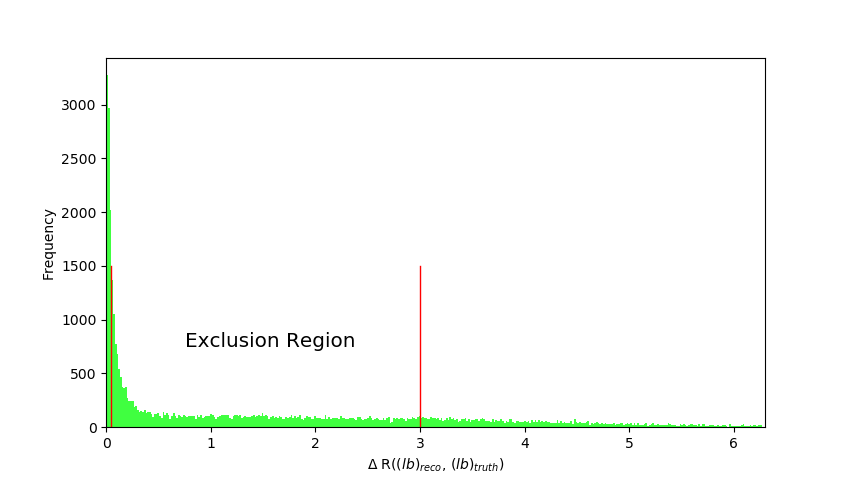 3000
2500
2000
1500
1000
500
0
Frequency
Exclusion Region
0 1 2 3 4 5 6
Δ R((lb)reco, (lb)truth)